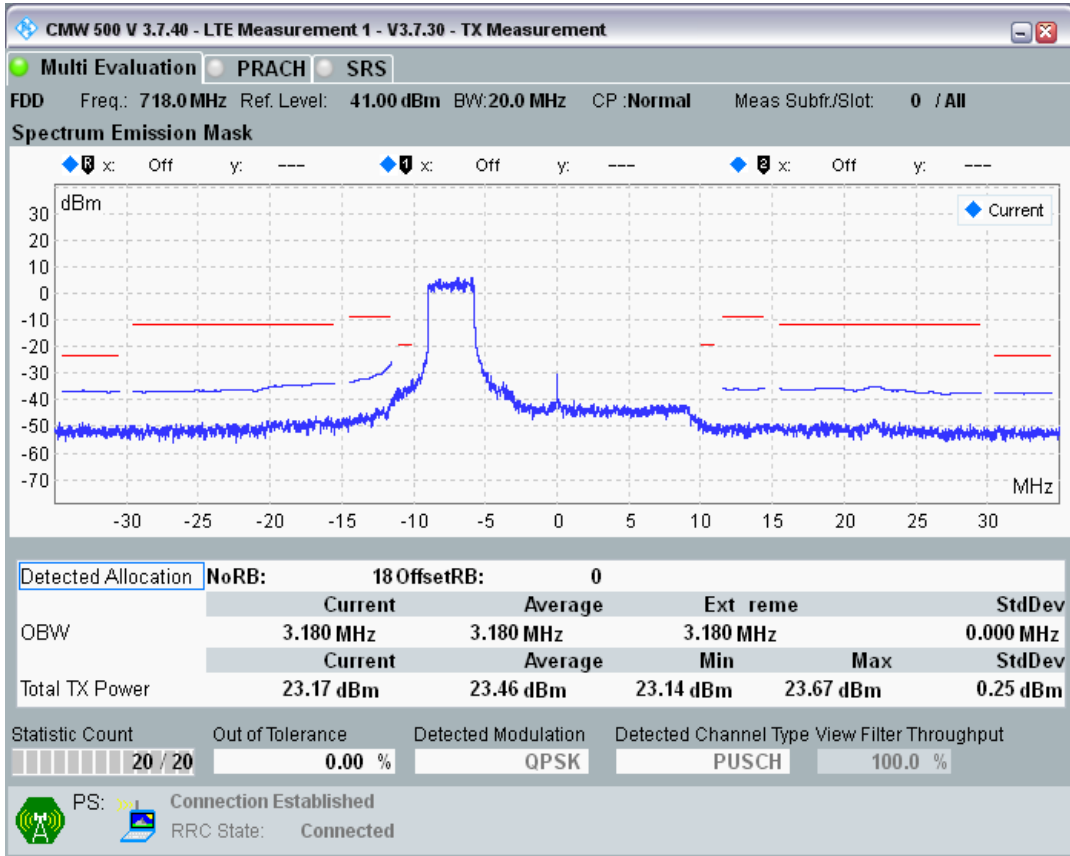 CMW 500 V 3.7.40 - LTE Measurement 1 - V3.7.30 - TX Measurement
Multi Evaluation PRACH SRS
FDD Freq.: 718.0 MHz Ref. Level: 41.00 dBm BW:20.0 MHz CP :Normal Meas Subfr./Slot: 0 / All
Spectrum Emission Mask
R x: Off y: --- 1 x: Off y: --- 2 x: Off y: ---
dBm
Current
30
20
10
0
-10
-20
-30
-40
-50
-60
-70
MHz
-30 -25 -20 -15 -10 -5 0 5 10 15 20 25 30
Detected Allocation NoRB: 18 OffsetRB: 0
Current Average Ext reme StdDev
OBW 3.180 MHz 3.180 MHz 3.180 MHz 0.000 MHz
Current Average Min Max StdDev
Total TX Power 23.17 dBm 23.46 dBm 23.14 dBm 23.67 dBm 0.25 dBm
Statistic Count Out of Tolerance Detected Modulation Detected Channel Type View Filter Throughput
20 / 20 0.00 % QPSK PUSCH 100.0 %
PS: Connection Established
RRC State: Connected